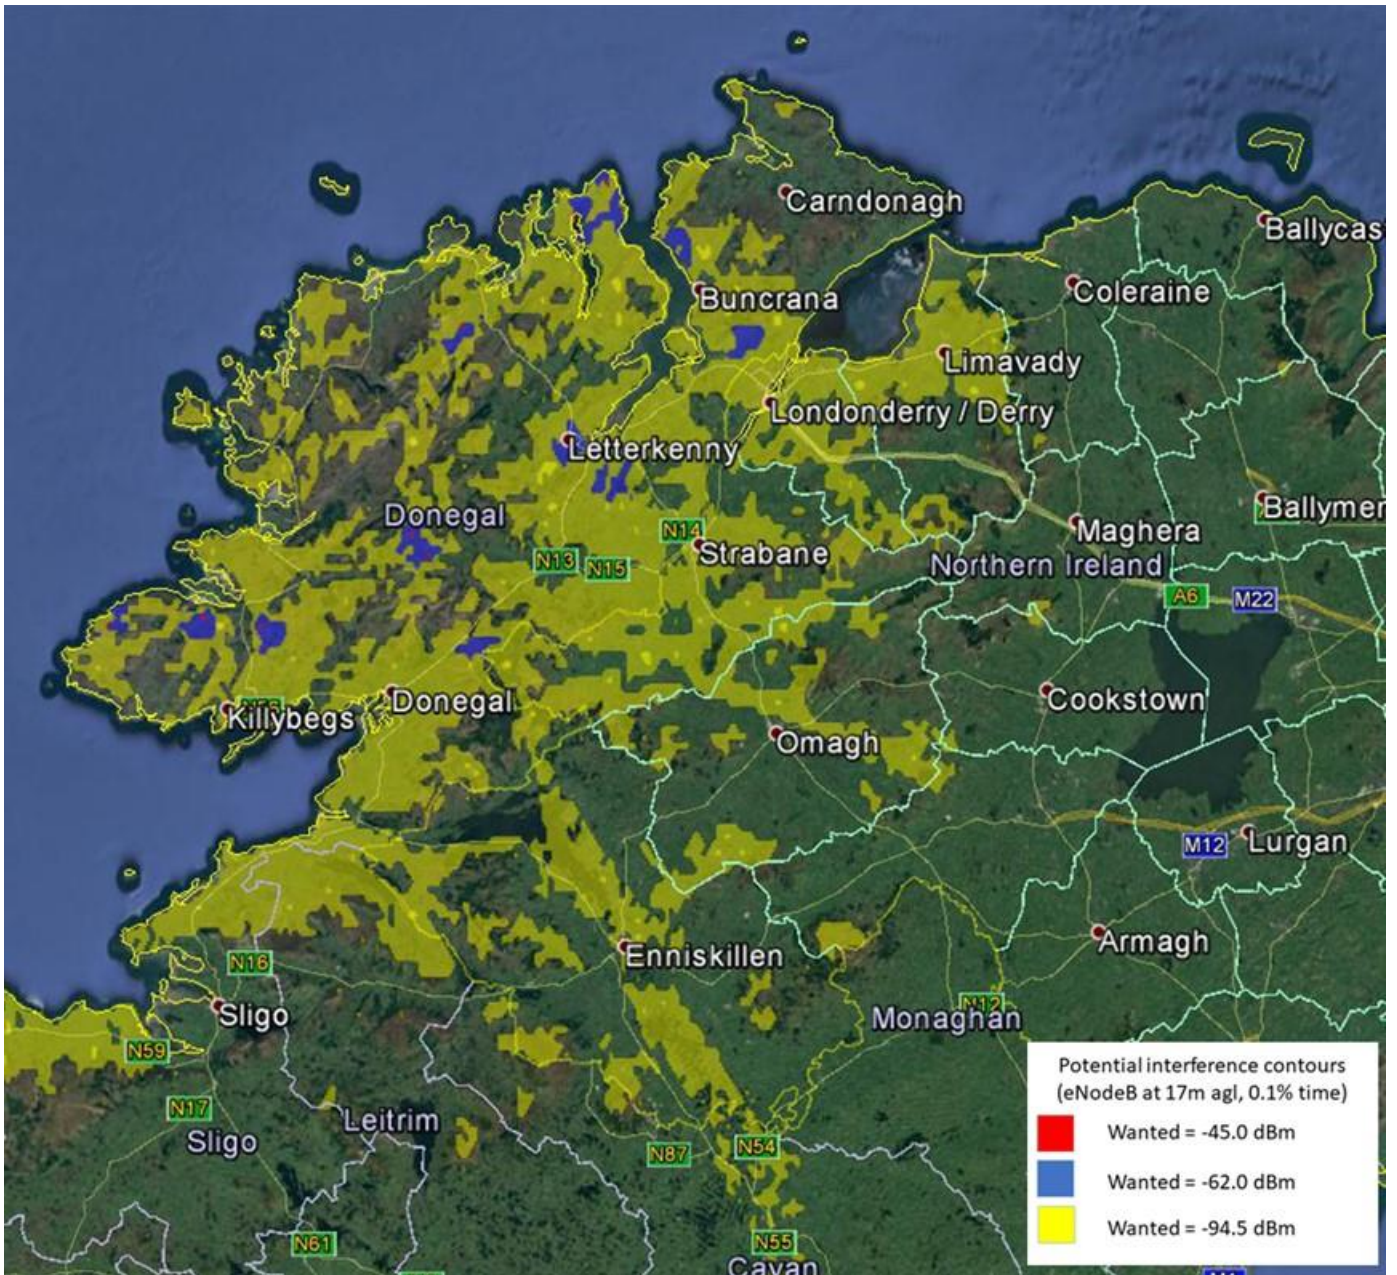 Carndonagh
Ballycas
Buncrana
Coleraine
Limavady
Londonderry / Derry
Letterkenny
Donegal
N14
Strabane
N13
N15
Ballymen
Maghera
Northern Ireland
A6
M22
Killybegs
Donegal
Cookstown
Omagh
M12
Lurgan
Enniskillen
Armagh
N16
Sligo
N12
Monaghan
N59
N17
Sligo
Leitrim
N87
N54
N61
N55
Cavan
Potential interference contours
(eNodeB at 17m agl, 0.1% time)
Wanted = -45.0 dBm
Wanted = -62.0 dBm
Wanted = -94.5 dBm